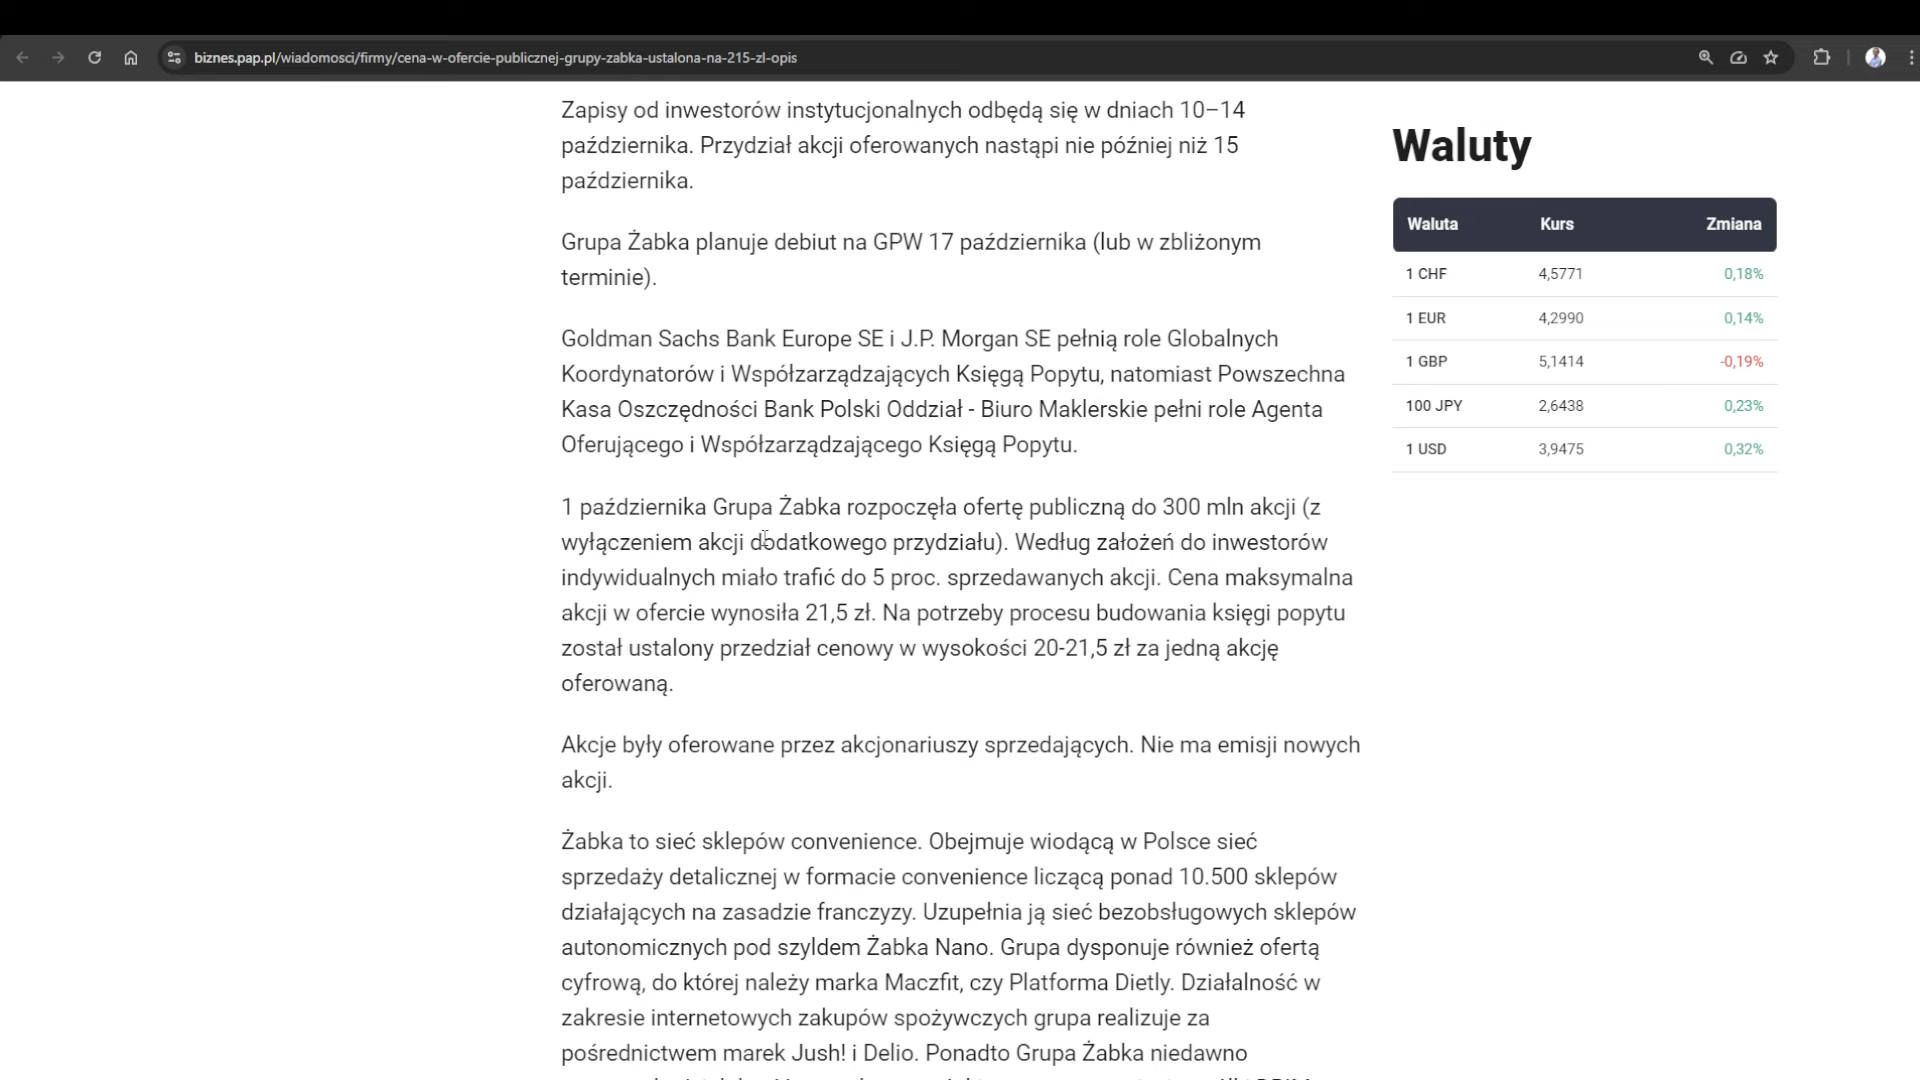 biznes.pap.pl/wiadomosci/firmy/cena-w-ofercie-publicznej-grupy-zabka-ustalona-na-215-zl-opis
Zapisy od inwestorów instytucjonalnych odbędą się w dniach 10–14
października. Przydział akcji oferowanych nastąpi nie później niż 15
października.
Grupa Żabka planuje debiut na GPW 17 października (lub w zbliżonym
terminie).
Goldman Sachs Bank Europe SE i J.P. Morgan SE pełnią role Globalnych
Koordynatorów i Współzarządzających Księgą Popytu, natomiast Powszechna
Kasa Oszczędności Bank Polski Oddział - Biuro Maklerskie pełni role Agenta
Oferującego i Współzarządzającego Księgą Popytu.
1 października Grupa Żabka rozpoczęła ofertę publiczną do 300 mln akcji (z
wyłączeniem akcji dodatkowego przydziału). Według założeń do inwestorów
indywidualnych miało trafić do 5 proc. sprzedawanych akcji. Cena maksymalna
akcji w ofercie wynosiła 21,5 zł. Na potrzeby procesu budowania księgi popytu
został ustalony przedział cenowy w wysokości 20-21,5 zł za jedną akcję
oferowaną.
Akcje były oferowane przez akcjonariuszy sprzedających. Nie ma emisji nowych
akcji.
Żabka to sieć sklepów convenience. Obejmuje wiodącą w Polsce sieć
sprzedaży detalicznej w formacie convenience liczącą ponad 10.500 sklepów
działających na zasadzie franczyzy. Uzupełnia ją sieć bezobsługowych sklepów
autonomicznych pod szyldem Żabka Nano. Grupa dysponuje również ofertą
cyfrową, do której należy marka Maczfit, czy Platforma Dietly. Działalność w
zakresie internetowych zakupów spożywczych grupa realizuje za
pośrednictwem marek Jush! i Delio. Ponadto Grupa Żabka niedawno
Waluty
Waluta Kurs Zmiana
1 CHF 4,5771 0,18%
1 EUR 4,2990 0,14%
1 GBP 5,1414 -0,19%
100 JPY 2,6438 0,23%
1 USD 3,9475 0,32%